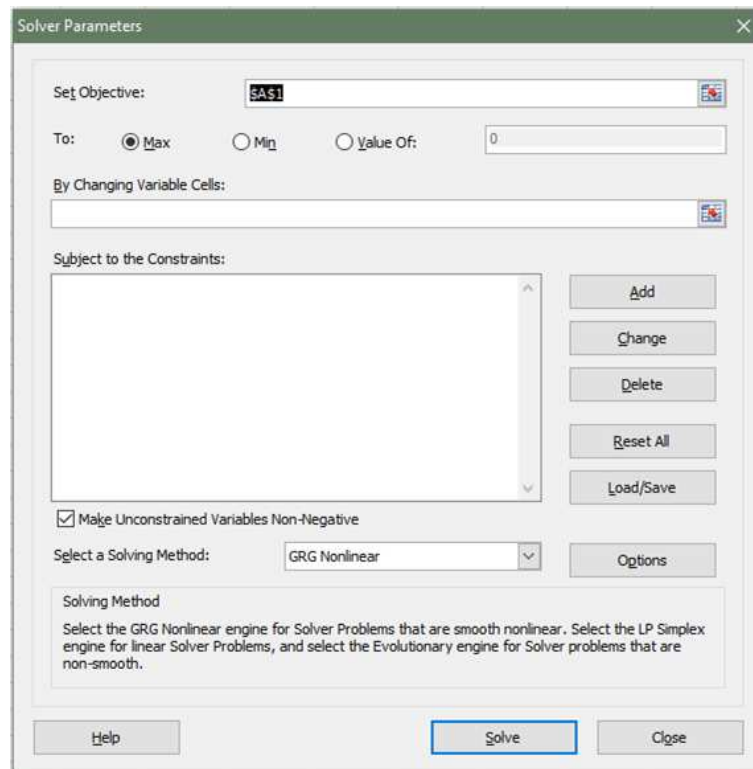 Solver Parameters
Set Objective: $A$1
To: Max Min Value Of: 0
By Changing Variable Cells:
Subject to the Constraints:
Add
Change
Delete
Reset All
Load/Save
Make Unconstrained Variables Non-Negative
Select a Solving Method: GRG Nonlinear Options
Solving Method
Select the GRG Nonlinear engine for Solver Problems that are smooth nonlinear. Select the LP Simplex
engine for linear Solver Problems, and select the Evolutionary engine for Solver problems that are
non-smooth.
Help Solve Close